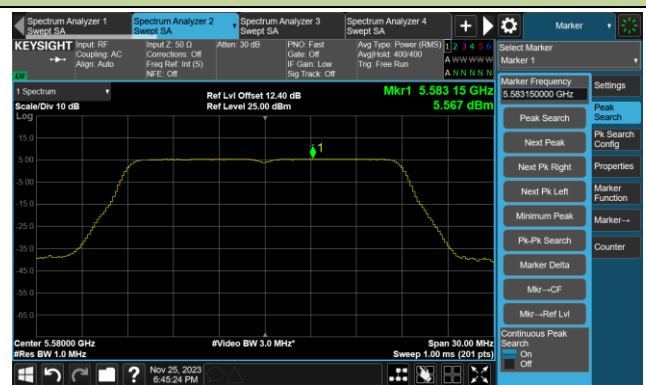 Spectrum Analyzer 1
Swept SA
Spectrum Analyzer 2
Swept SA
Spectrum Analyzer 3
Swept SA
Spectrum Analyzer 4
Swept SA
Marker
KEYSIGHT
Input: RF
Coupling: AC
Align: Auto
Input Z: 50 Ω
Corrections: Off
Freq Ref: Int (S)
NFE: Off
Atten: 30 dB
PNO: Fast
Gate: Off
IF Gain: Low
Sig Track: Off
Avg Type: Power (RMS)
Avg|Hold: 400/400
Trig: Free Run
1 2 3 4 5 6
A W W W W W
A N N N N N
LW
Select Marker
Marker 1
1 Spectrum
Scale/Div 10 dB
Log
Ref Lvl Offset 12.40 dB
Ref Level 25.00 dBm
Mkr1 5.583 15 GHz
5.567 dBm
15.0
5.00
-5.00
-15.0
-25.0
-35.0
-45.0
-55.0
-65.0
1
Center 5.58000 GHz
#Res BW 1.0 MHz
#Video BW 3.0 MHz*
Span 30.00 MHz
Sweep 1.00 ms (201 pts)
Marker Frequency
5.583150000 GHz
Peak Search
Next Peak
Next Pk Right
Next Pk Left
Minimum Peak
Pk-Pk Search
Marker Delta
Mkr→CF
Mkr→Ref Lvl
Continuous Peak
Search
On
Off
Settings
Peak
Search
Pk Search
Config
Properties
Marker
Function
Marker→
Counter
?
Nov 25, 2023
6:45:24 PM